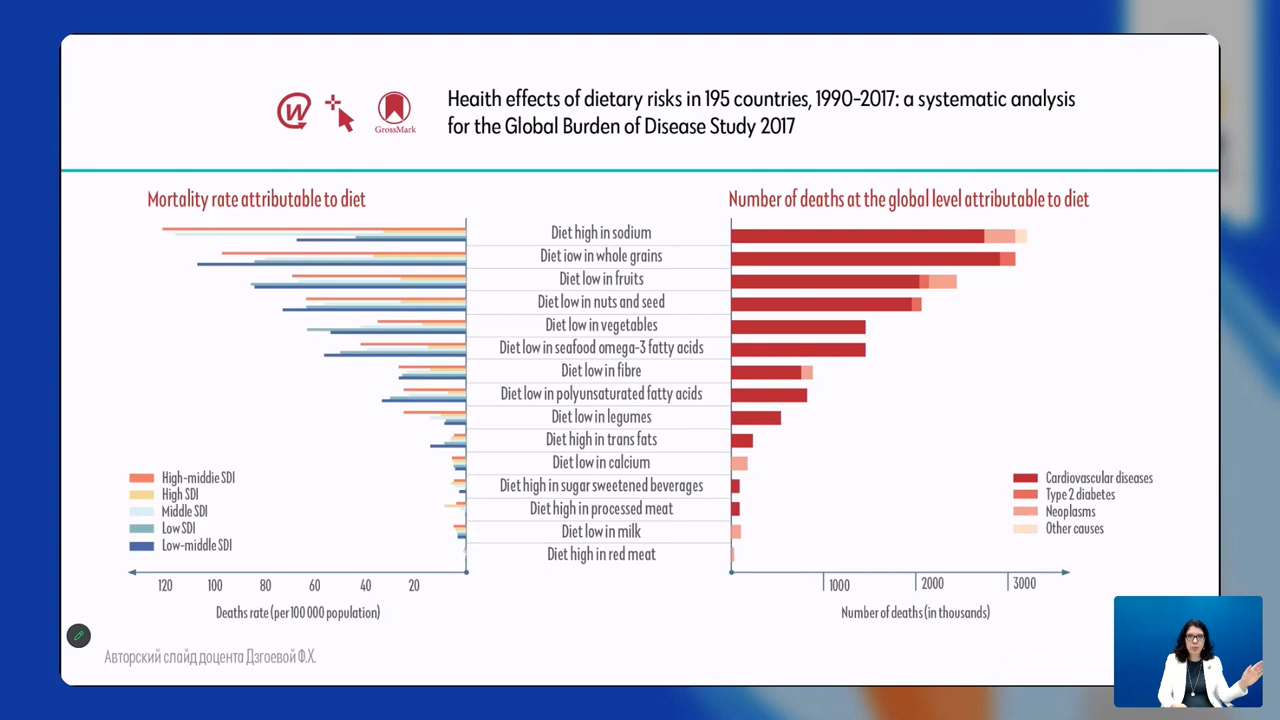 Heaith effects of dietary risks in 195 countries, 1990-2017: a systematic analysis
for the Global Burden of Disease Study 2017
GrossMark
Mortality rate attributable to diet
Number of deaths at the global level attributable to diet
Diet high in sodium
Diet iow in whole grains
Diet low in fruits
Diet low in nuts and seed
Diet low in vegetables
Diet low in seafood omega-3 fatty acids
Diet low in fibre
Diet low in polyunsaturated fatty acids
Diet low in legumes
Diet high in trans fats
Diet low in calcium
Diet high in sugar sweetened beverages
Diet high in processed meat
Diet low in milk
Diet high in red meat
High-middie SDI
High SDI
Middle SDI
Low SDI
Low-middle SDI
Cardiovascular diseases
Type 2 diabetes
Neoplasms
Other causes
120 100 80 60 40 20
1000 2000 3000
Deaths rate (per 100 000 population)
Number of deaths (in thousands)
Авторский слайд доцента Дзгоевой Ф.Х.